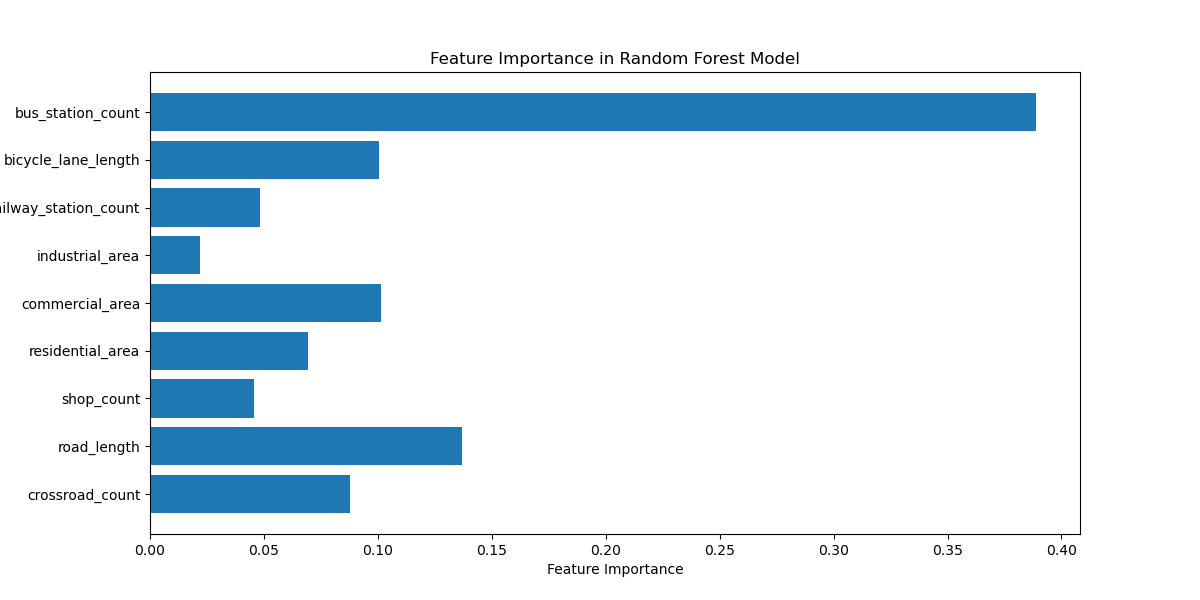 Feature Importance in Random Forest Model
bus_station_count
bicycle_lane_length
ilway_station_count
industrial_area
commercial_area
residential_area
shop_count
road_length
crossroad_count
0.00 0.05 0.10 0.15 0.20 0.25 0.30 0.35 0.40
Feature Importance